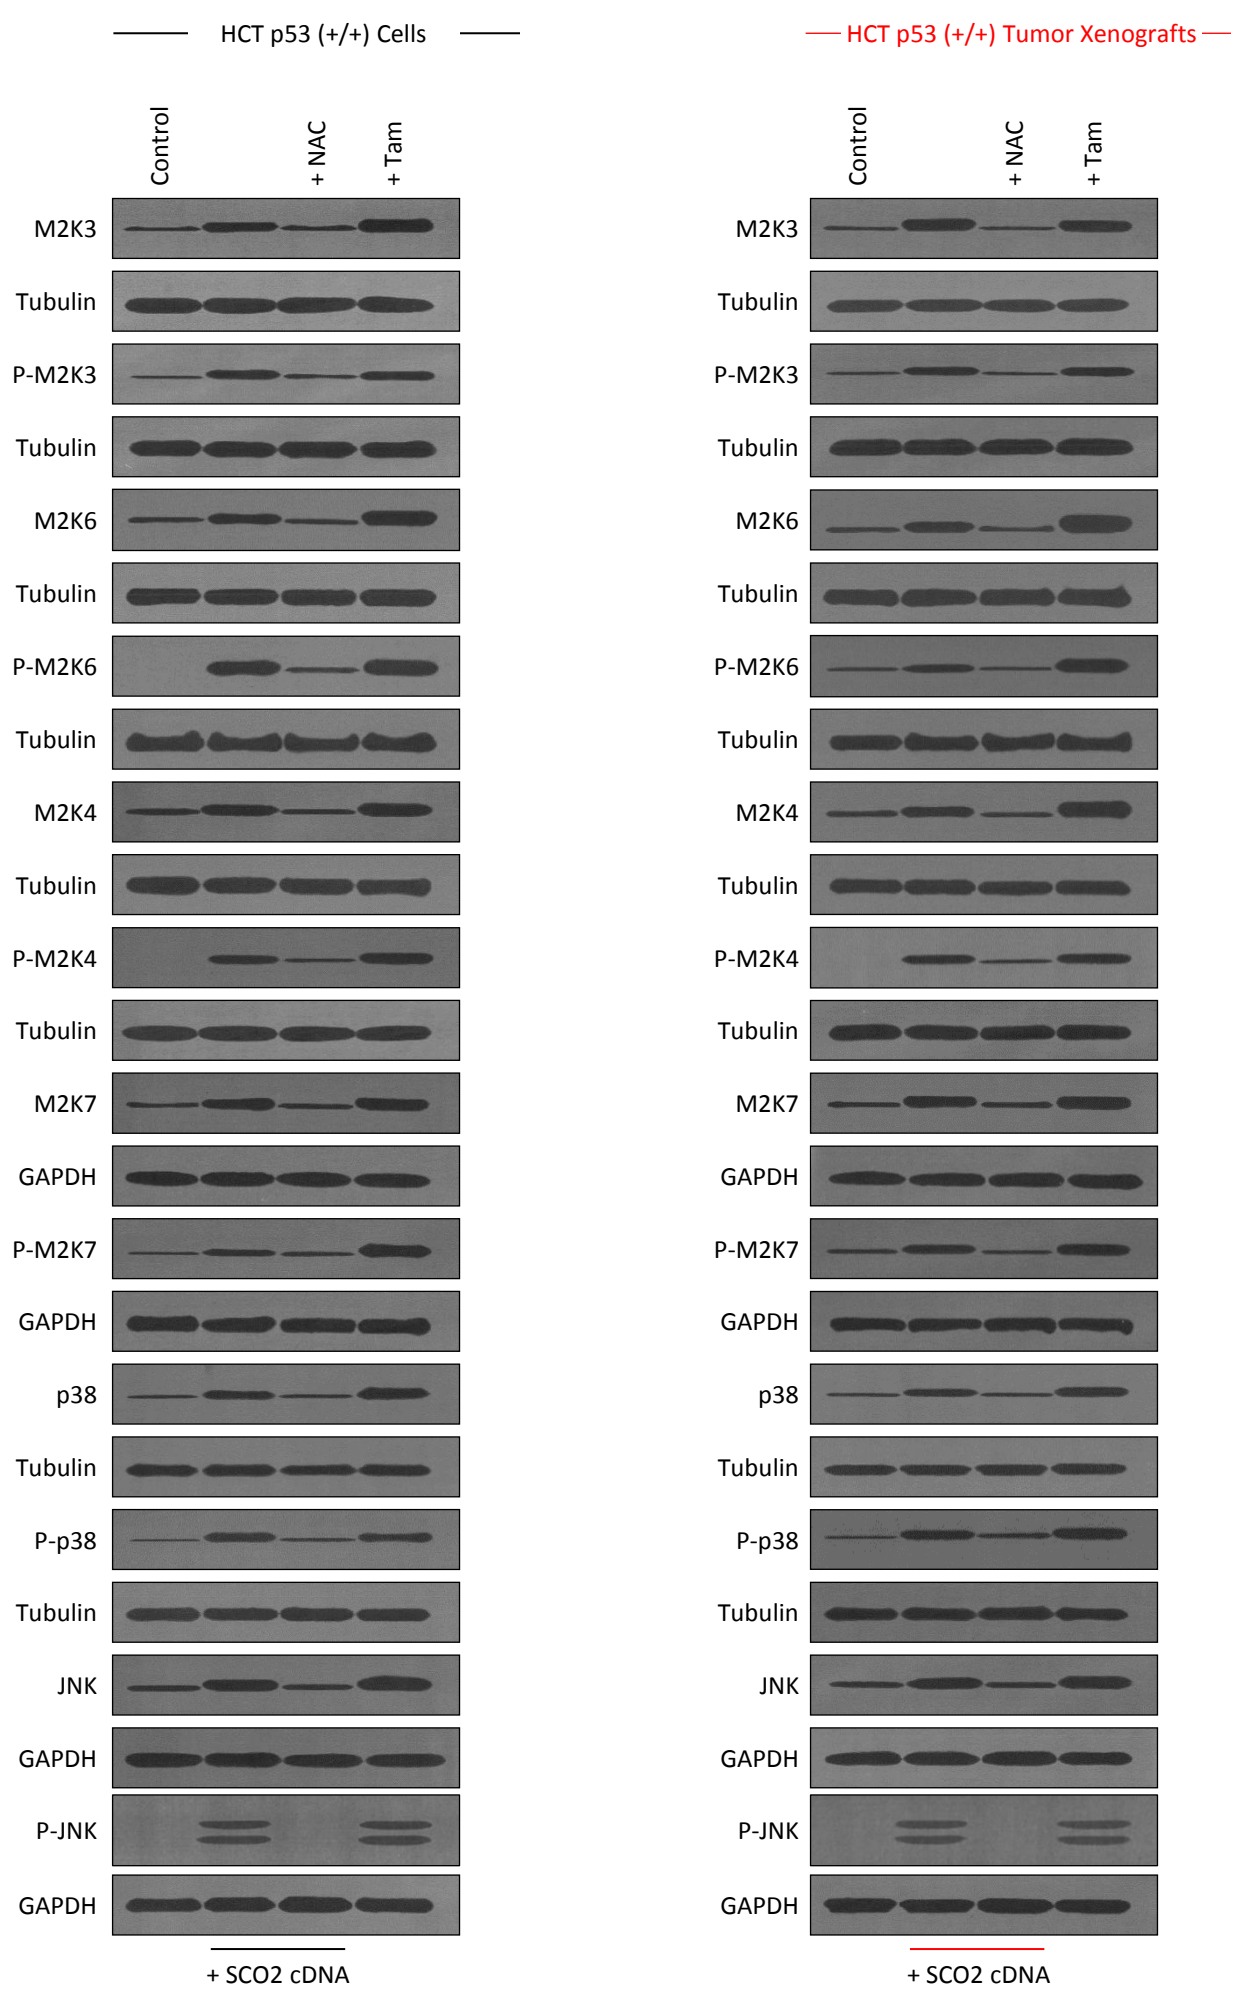 HCT p53 (+/+) Cells
Control
+ NAC
+ Tam
M2K3
Tubulin
P-M2K3
Tubulin
M2K6
Tubulin
P-M2K6
Tubulin
M2K4
Tubulin
P-M2K4
Tubulin
M2K7
GAPDH
P-M2K7
GAPDH
p38
Tubulin
P-p38
Tubulin
JNK
GAPDH
P-JNK
GAPDH
+ SCO2 cDNA
HCT p53 (+/+) Tumor Xenografts
Control
+ NAC
+ Tam
M2K3
Tubulin
P-M2K3
Tubulin
M2K6
Tubulin
P-M2K6
Tubulin
M2K4
Tubulin
P-M2K4
Tubulin
M2K7
GAPDH
P-M2K7
GAPDH
p38
Tubulin
P-p38
Tubulin
JNK
GAPDH
P-JNK
GAPDH
+ SCO2 cDNA